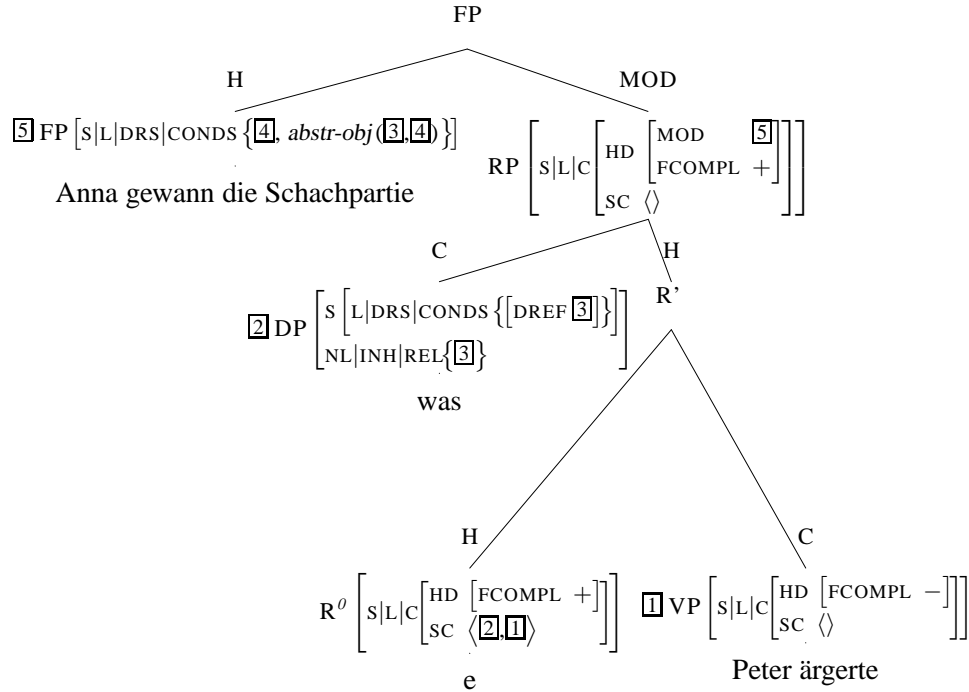 FP
H MOD
[5] FP [S|L|DRS|CONDS {[4], abstr-obj([3],[4])}]
Anna gewann die Schachpartie
RP [S|L|C [HD [MOD [5]
FCOMPL +]
SC ⟨⟩]]
C H
[2] DP [S [L|DRS|CONDS {[DREF [3]]}]
NL|INH|REL{[3]}]
was
R’
H C
R⁰ [S|L|C [HD [FCOMPL +]
SC ⟨[2],[1]⟩]]
e
[1] VP [S|L|C [HD [FCOMPL −]
SC ⟨⟩]]
Peter ärgerte